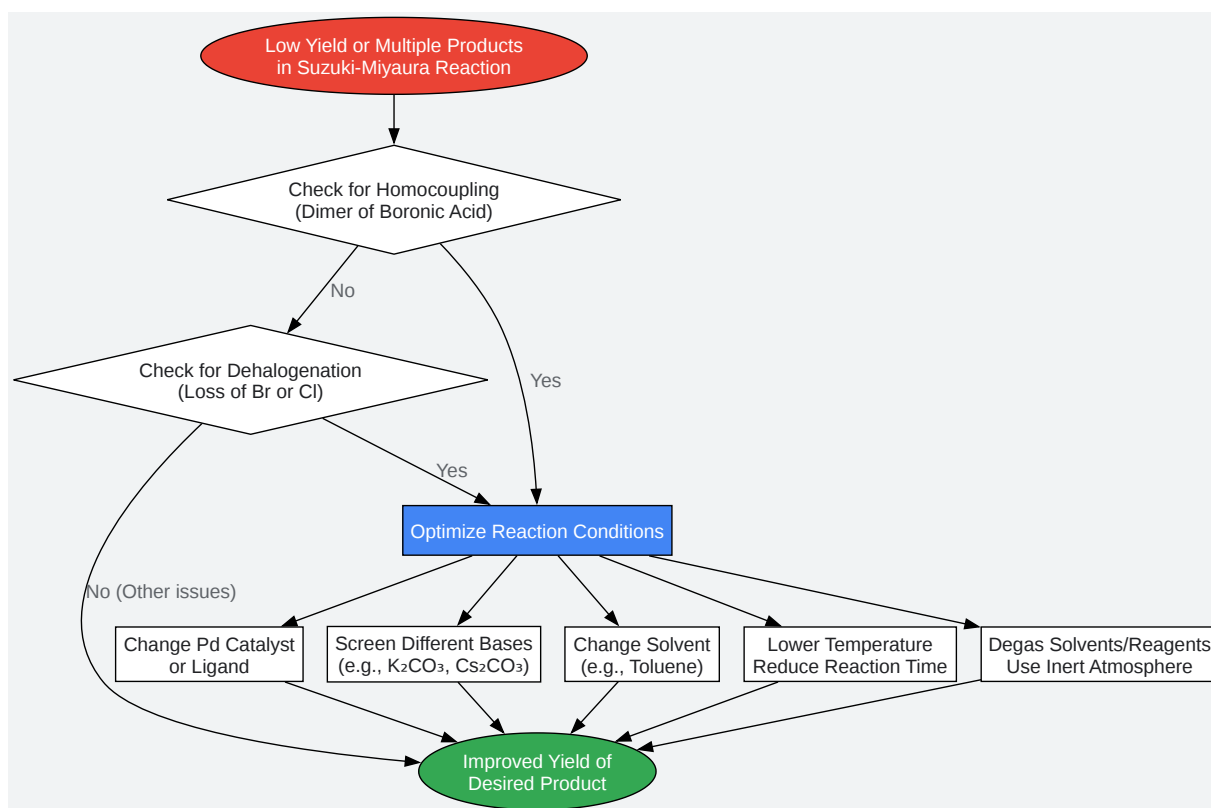 Low Yield or Multiple Products
in Suzuki-Miyaura Reaction
Check for Homocoupling
(Dimer of Boronic Acid)
No
Yes
Check for Dehalogenation
(Loss of Br or Cl)
Yes
Optimize Reaction Conditions
No (Other issues)
Change Pd Catalyst
or Ligand
Screen Different Bases
(e.g., K₂CO₃, Cs₂CO₃)
Change Solvent
(e.g., Toluene)
Lower Temperature
Reduce Reaction Time
Degas Solvents/Reagents
Use Inert Atmosphere
Improved Yield of
Desired Product